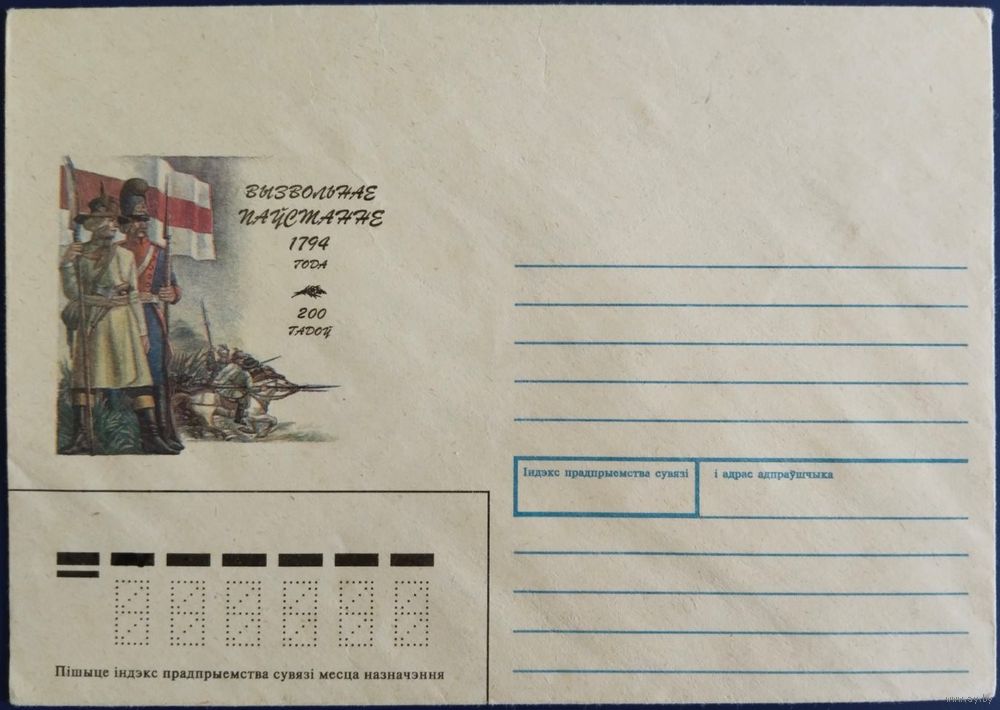 ВЫЗВОЛЬНАЕ
ПАЎСТАННЕ
1794
ГОДА
200
ГАДОЎ
Індэкс прадпрыемства сувязі
і адрас адпраўшчыка
Пішыце індэкс прадпрыемства сувязі месца назначэння